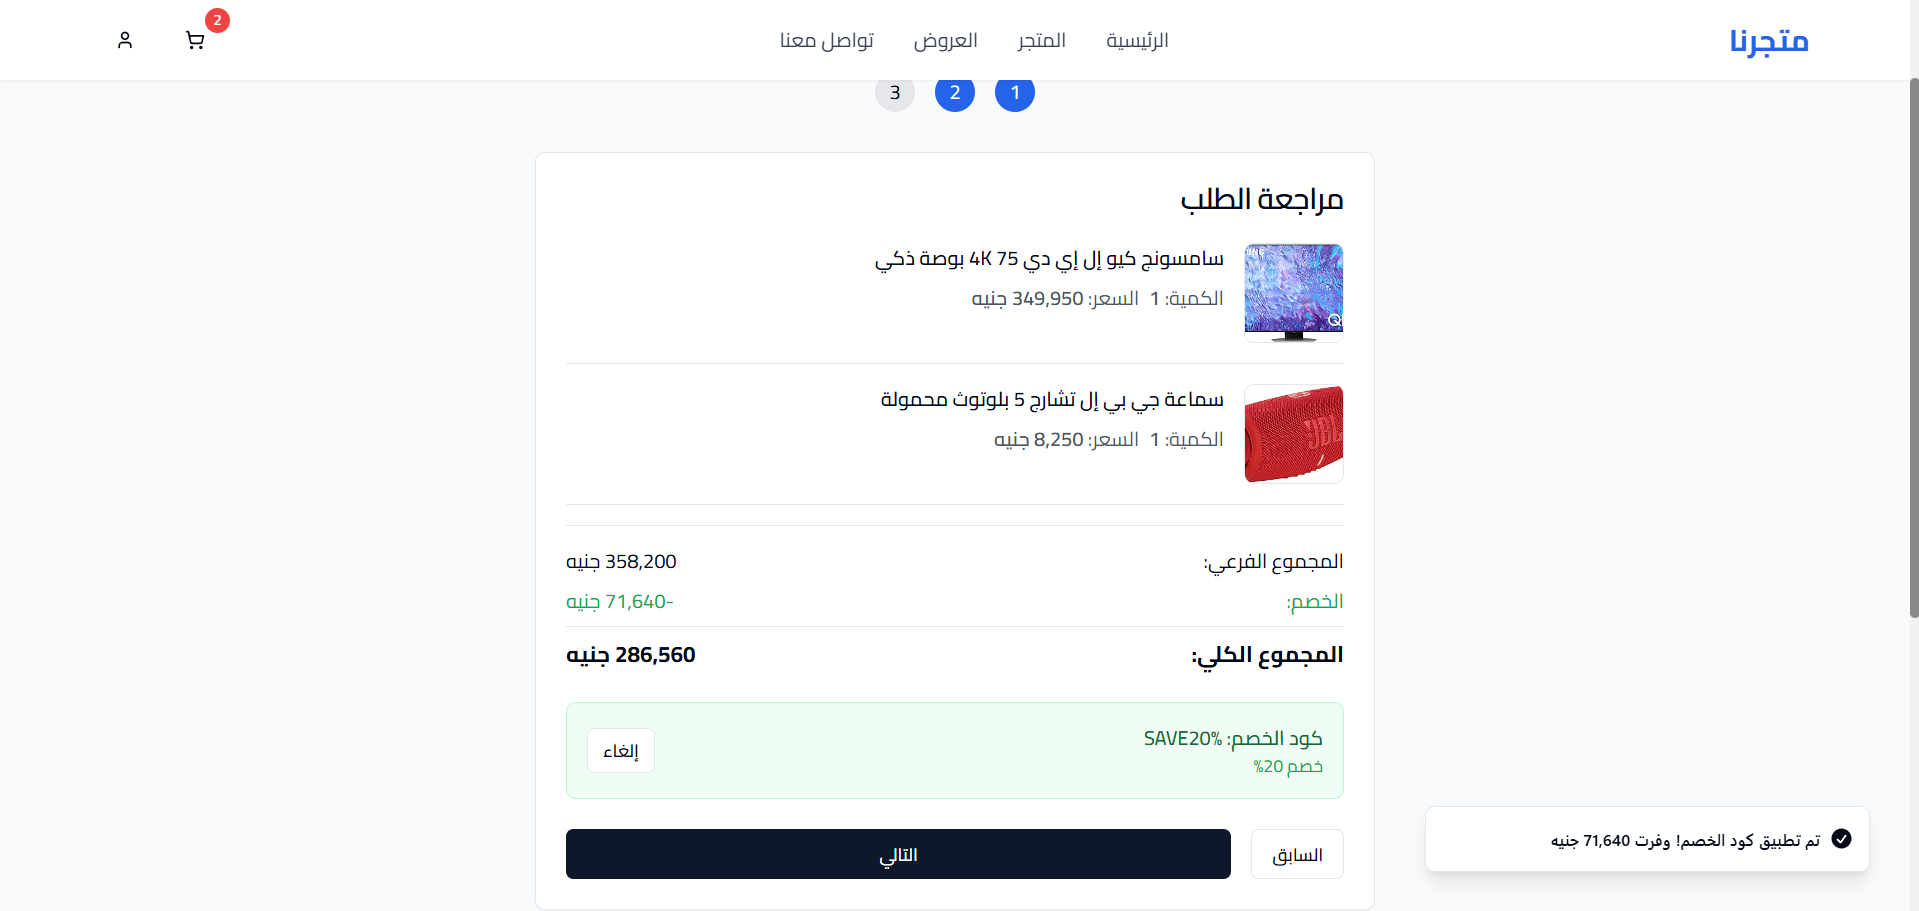 متجرنا
الرئيسية
المتجر
العروض
تواصل معنا
2
1
2
3
مراجعة الطلب
سامسونج كيو إل إي دي 75 4K بوصة ذكي
الكمية: 1 السعر: 349,950 جنيه
سماعة جي بي إل تشارج 5 بلوتوث محمولة
الكمية: 1 السعر: 8,250 جنيه
JBL
المجموع الفرعي: 358,200 جنيه
الخصم: -71,640 جنيه
المجموع الكلي: 286,560 جنيه
كود الخصم: SAVE20%
خصم 20%
إلغاء
السابق
التالي
تم تطبيق كود الخصم! وفرت 71,640 جنيه